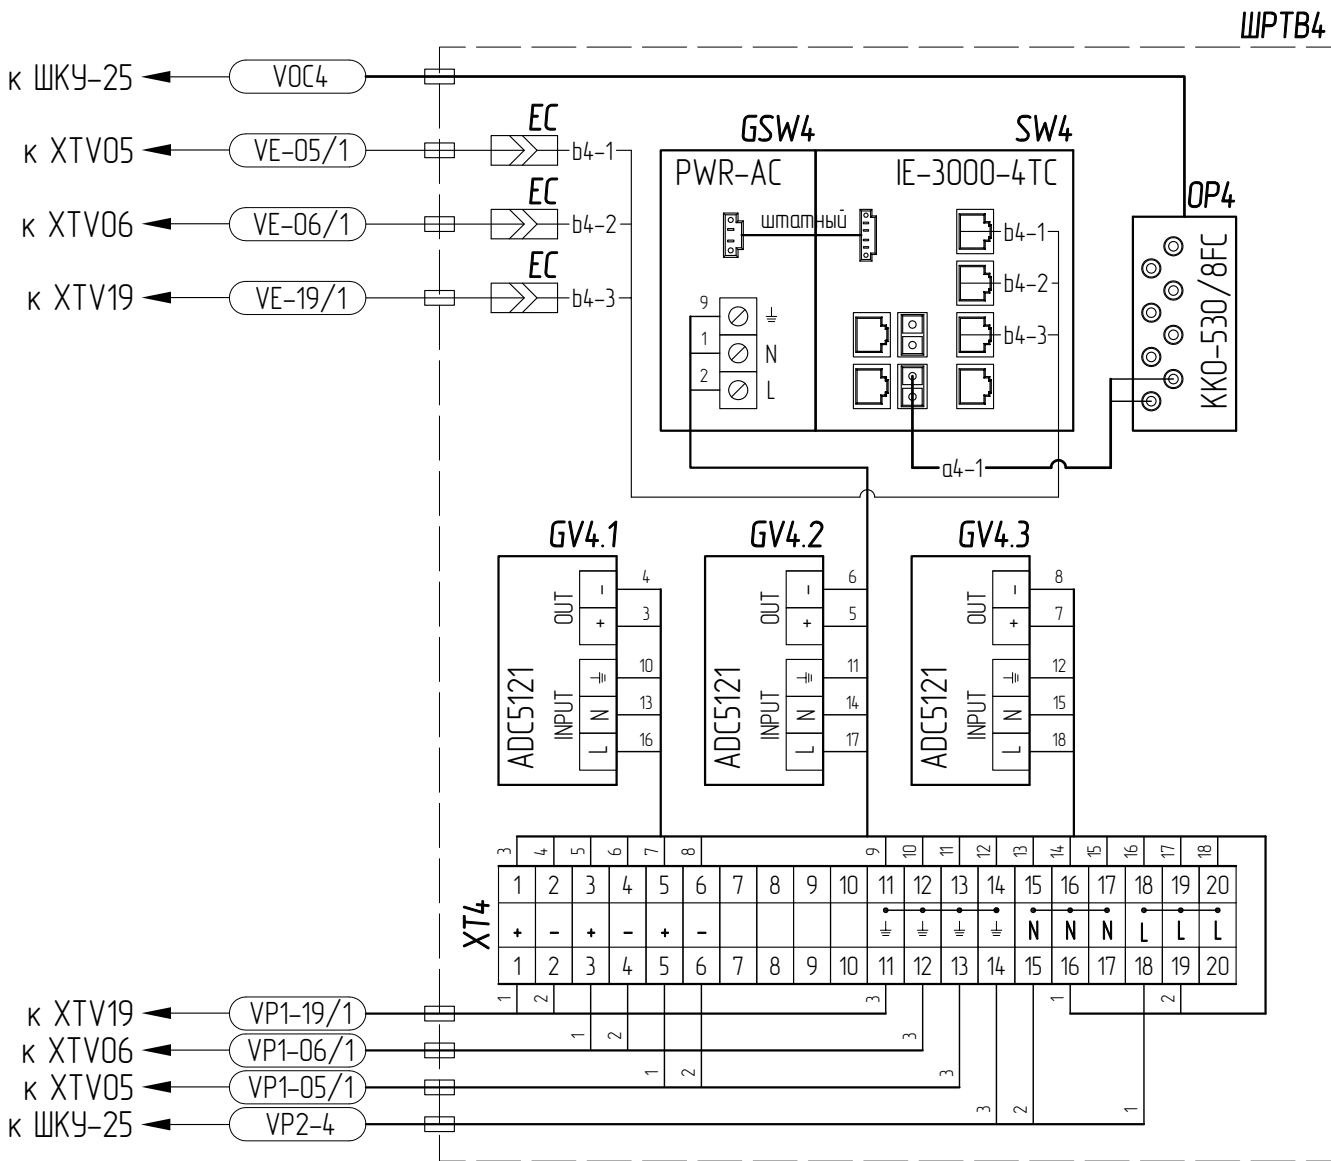 ШРТВ4
к ШКУ-25
VOC4
к XTV05
VE-05/1
EC
b4-1
к XTV06
VE-06/1
EC
b4-2
к XTV19
VE-19/1
EC
b4-3
GSW4
SW4
PWR-AC
IE-3000-4TC
штатный
b4-1
b4-2
b4-3
9
1
N
2
L
a4-1
OP4
ККО-530/8FC
GV4.1
ADC5121
OUT
-
4
+
3
INPUT
10
N
13
L
16
GV4.2
ADC5121
OUT
-
6
+
5
INPUT
11
N
14
L
17
GV4.3
ADC5121
OUT
-
8
+
7
INPUT
12
N
15
L
18
3 4 5 6 7 8 9 10 11 12 13 14 15 16 17 18
XT4
1 2 3 4 5 6 7 8 9 10 11 12 13 14 15 16 17 18 19 20
+ - + - + - N N N L L L
1 2 3 4 5 6 7 8 9 10 11 12 13 14 15 16 17 18 19 20
1 2 3 1 2
к XTV19
VP1-19/1
1 2 3
к XTV06
VP1-06/1
1 2 3
к XTV05
VP1-05/1
3 2 1
к ШКУ-25
VP2-4